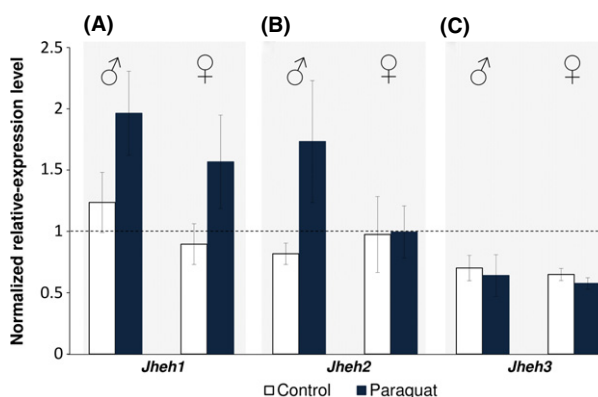 (A) (B) (C)
Normalized relative-expression level
2.5
2
1.5
1
0.5
0
♂ ♀ ♂ ♀ ♂ ♀
Jheh1 Jheh2 Jheh3
Control Paraquat